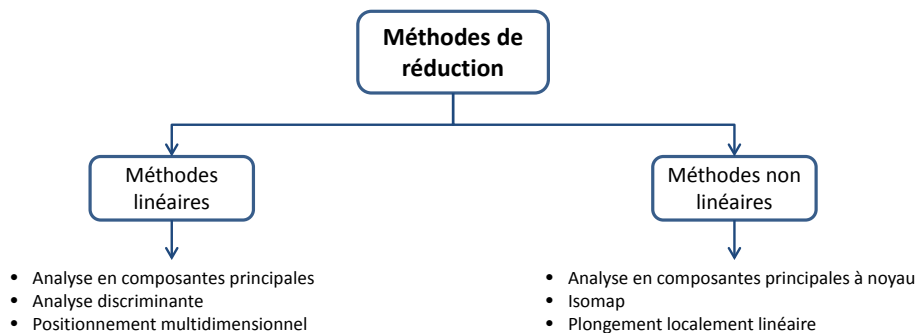 Méthodes de
réduction
Méthodes
linéaires
Méthodes non
linéaires
• Analyse en composantes principales
• Analyse discriminante
• Positionnement multidimensionnel
• Analyse en composantes principales à noyau
• Isomap
• Plongement localement linéaire